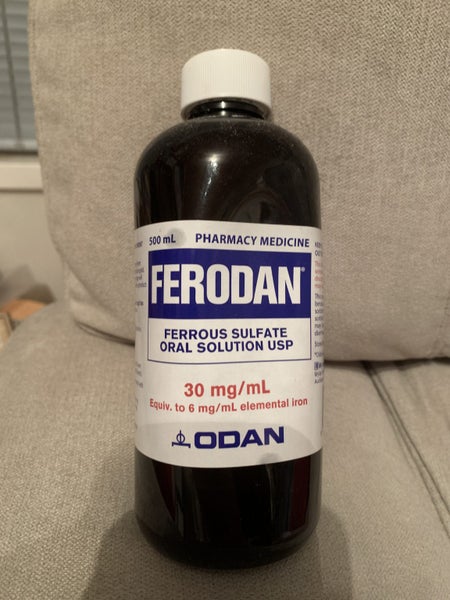 500 mL PHARMACY MEDICINE
FERODAN®
FERROUS SULFATE
ORAL SOLUTION USP
30 mg/mL
Equiv. to 6 mg/mL elemental iron
ODAN